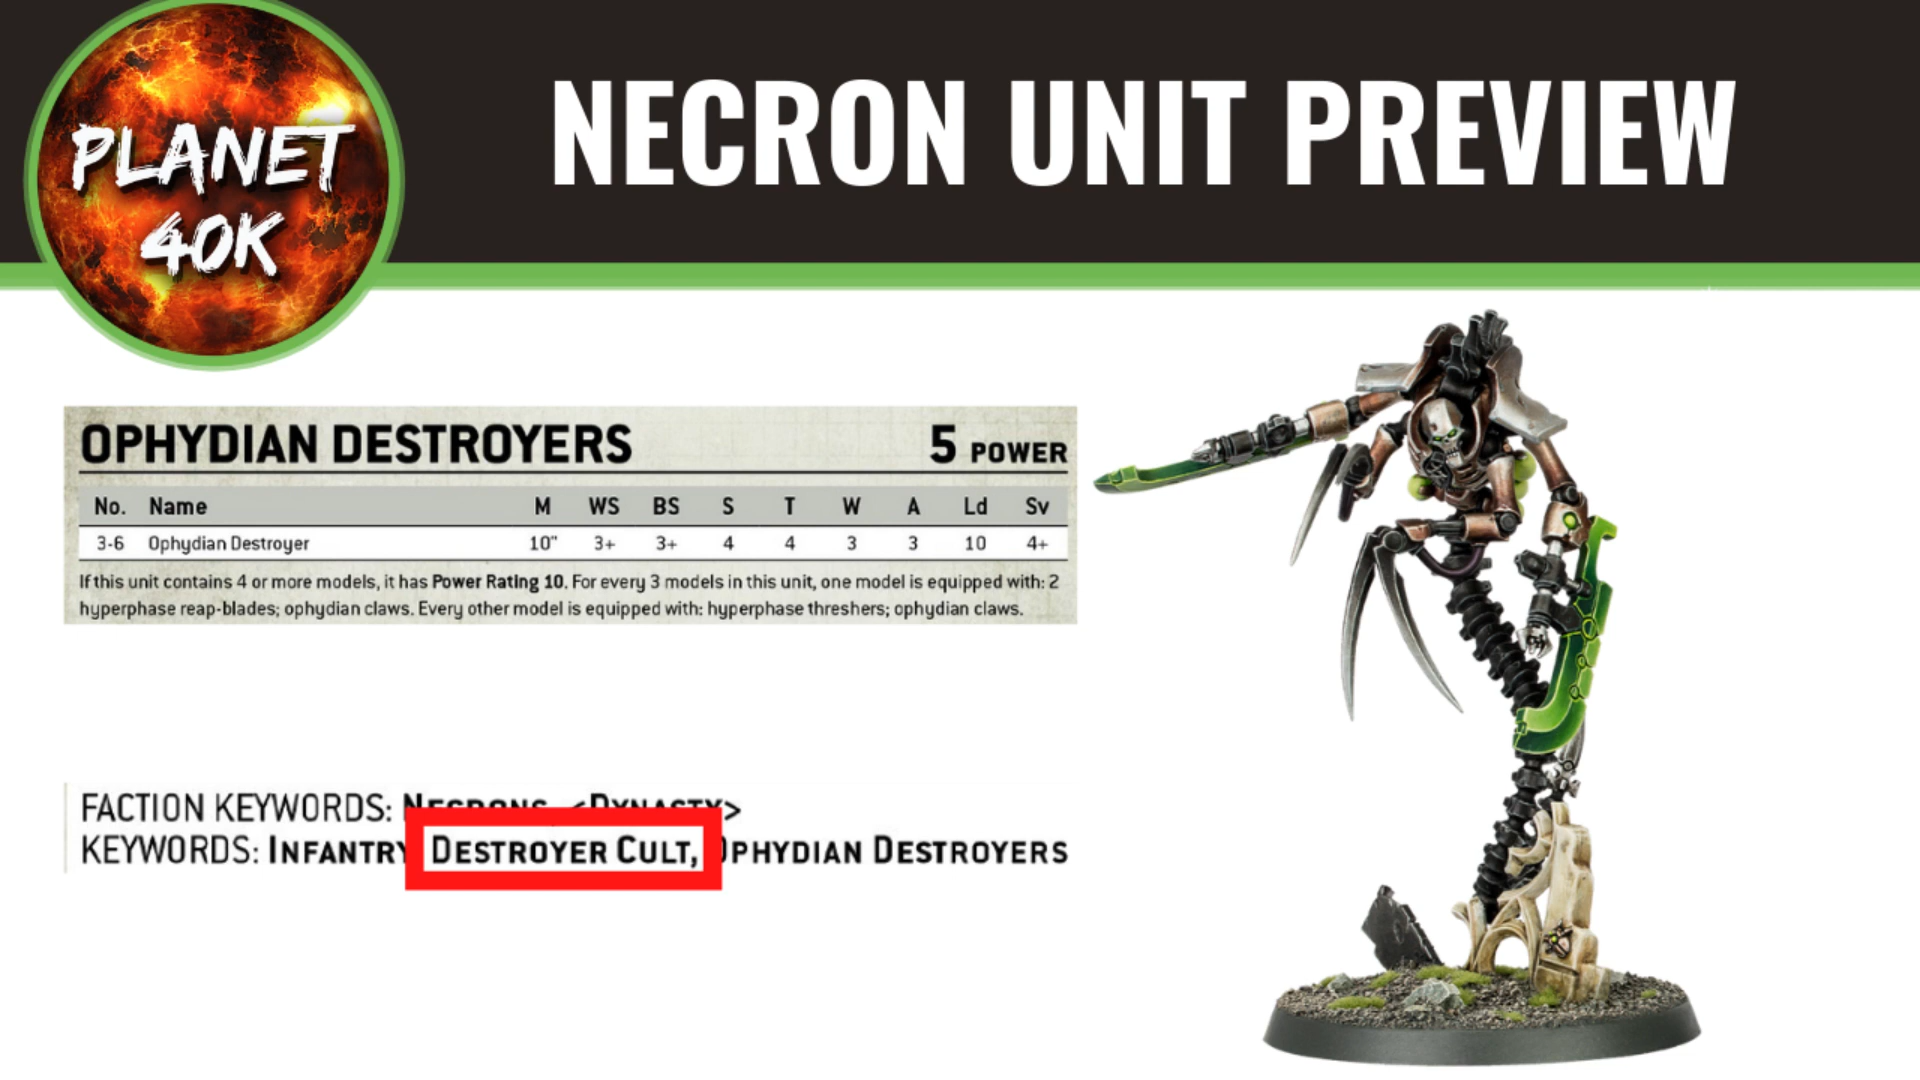 PLANET
40K
NECRON UNIT PREVIEW
OPHYDIAN DESTROYERS 5 POWER
No. Name M WS BS S T W A Ld Sv
3-6 Ophydian Destroyer 10" 3+ 3+ 4 4 3 3 10 4+
If this unit contains 4 or more models, it has Power Rating 10. For every 3 models in this unit, one model is equipped with: 2
hyperphase reap-blades; ophydian claws. Every other model is equipped with: hyperphase threshers; ophydian claws.
FACTION KEYWORDS: NECRONS, <DYNASTY>
KEYWORDS: INFANTRY DESTROYER CULT, OPHYDIAN DESTROYERS